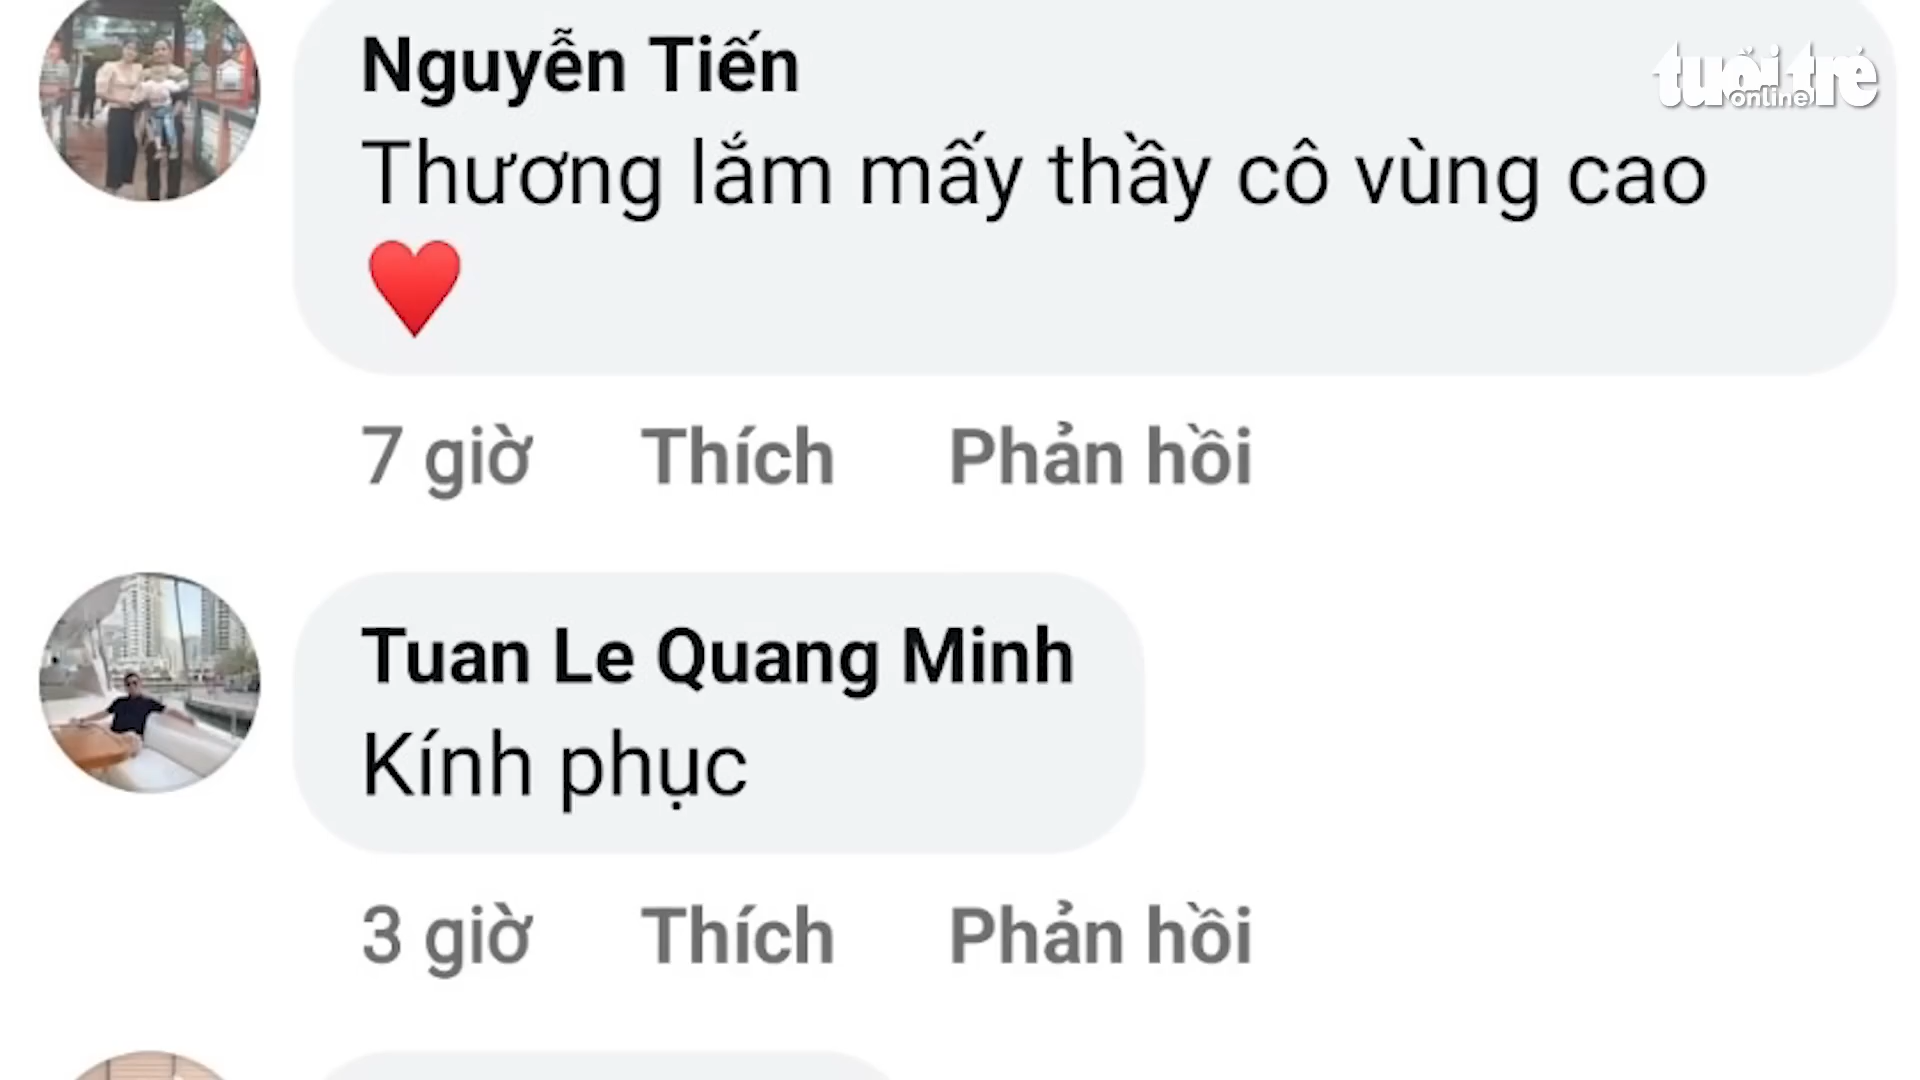 Nguyễn Tiến
tuổi trẻ
online
Thương lắm mấy thầy cô vùng cao
7 giờ Thích Phản hồi
Tuan Le Quang Minh
Kính phục
3 giờ Thích Phản hồi